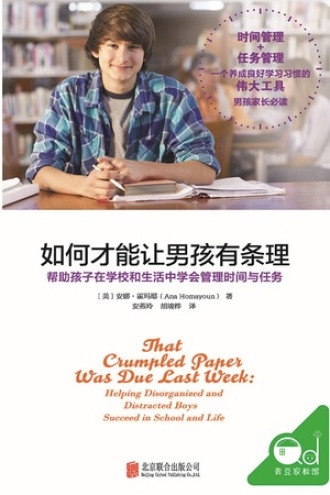 时间管理
+
任务管理
一个养成良好学习习惯的
伟大工具
男孩家长必读
如何才能让男孩有条理
帮助孩子在学校和生活中学会管理时间与任务
［美］安娜·霍玛耶（Ana Homayoun）著
安燕玲 胡峻桦 译
That
Crumpled Paper
Was Due Last Week:
Helping Disorganized and
Distracted Boys
Succeed in School and Life
北京联合出版公司
Beijing United Publishing Co.,Ltd.
青豆家教馆